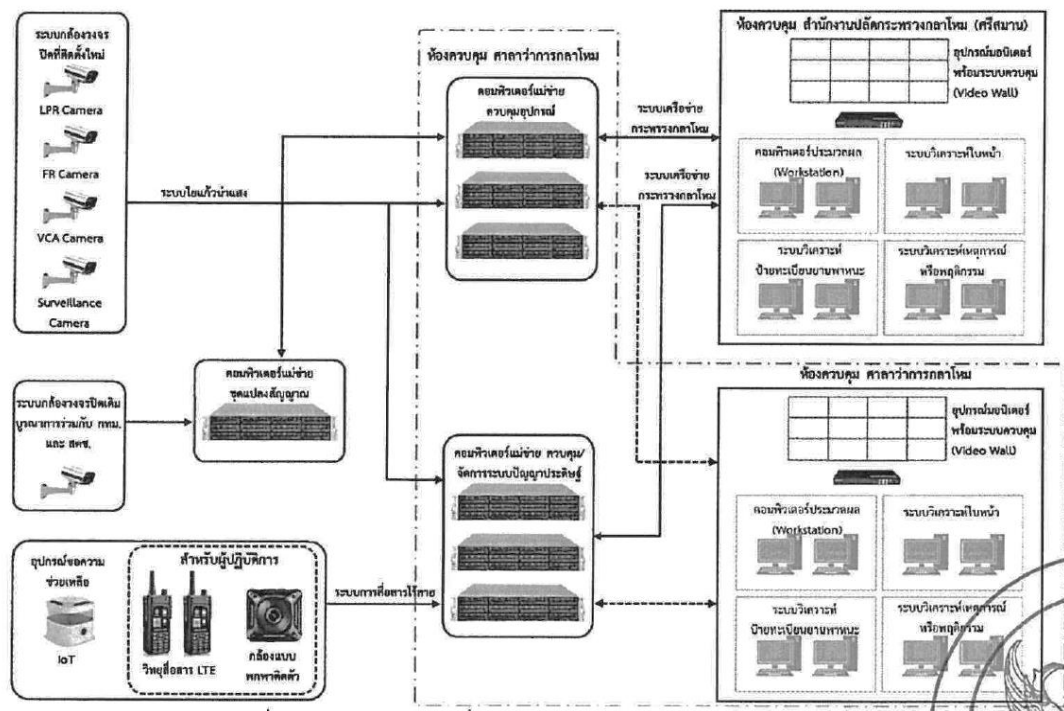 ระบบกล้องวงจร
ปิดที่ติดตั้งใหม่
LPR Camera
FR Camera
VCA Camera
Surveillance
Camera
ระบบใยแก้วนำแสง
ระบบกล้องวงจรปิดเดิม
บูรณาการร่วมกับ กทม.
และ สตช.
คอมพิวเตอร์แม่ข่าย
ชุดแปลงสัญญาณ
อุปกรณ์ขอความ
ช่วยเหลือ
IoT
สำหรับผู้ปฏิบัติการ
วิทยุสื่อสาร LTE
กล้องแบบ
พกพาติดตัว
ระบบการสื่อสารไร้สาย
ห้องควบคุม ศาลาว่าการกลาโหม
คอมพิวเตอร์แม่ข่าย
ควบคุมอุปกรณ์
คอมพิวเตอร์แม่ข่าย ควบคุม/
จัดการระบบปัญญาประดิษฐ์
ระบบเครือข่าย
กระทรวงกลาโหม
ระบบเครือข่าย
กระทรวงกลาโหม
ห้องควบคุม สำนักงานปลัดกระทรวงกลาโหม (ศรีสมาน)
อุปกรณ์มอนิเตอร์
พร้อมระบบควบคุม
(Video Wall)
คอมพิวเตอร์ประมวลผล
(Workstation)
ระบบวิเคราะห์ใบหน้า
ระบบวิเคราะห์
ป้ายทะเบียนยานพาหนะ
ระบบวิเคราะห์เหตุการณ์
หรือพฤติกรรม
ห้องควบคุม ศาลาว่าการกลาโหม
อุปกรณ์มอนิเตอร์
พร้อมระบบควบคุม
(Video Wall)
คอมพิวเตอร์ประมวลผล
(Workstation)
ระบบวิเคราะห์ใบหน้า
ระบบวิเคราะห์
ป้ายทะเบียนยานพาหนะ
ระบบวิเคราะห์เหตุการณ์
หรือพฤติกรรม